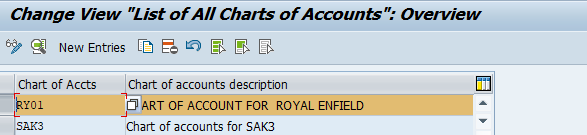 Change View "List of All Charts of Accounts": Overview
New Entries
Chart of Accts Chart of accounts description
RY01 ART OF ACCOUNT FOR ROYAL ENFIELD
SAK3 Chart of accounts for SAK3